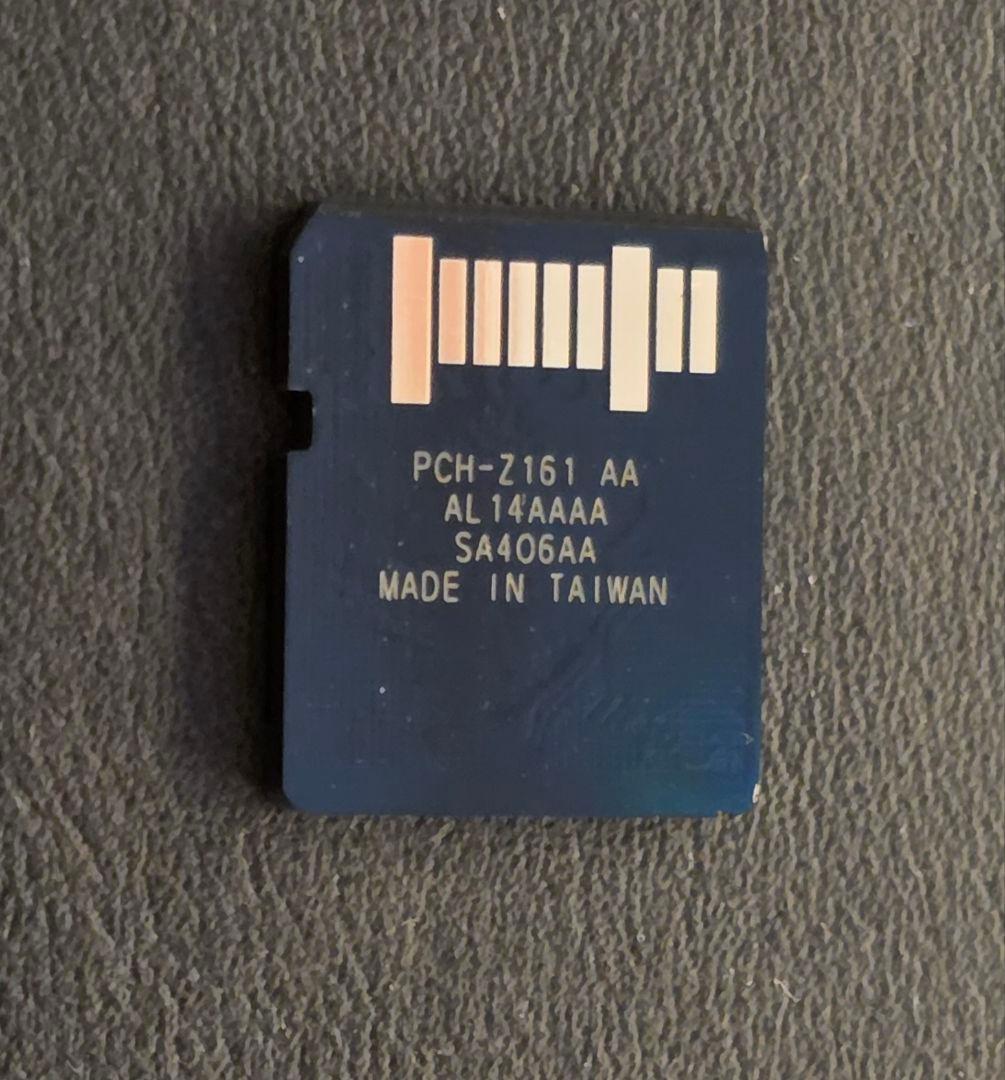 PCH-Z161 AA
AL14AAAA
SA406AA
MADE IN TAIWAN